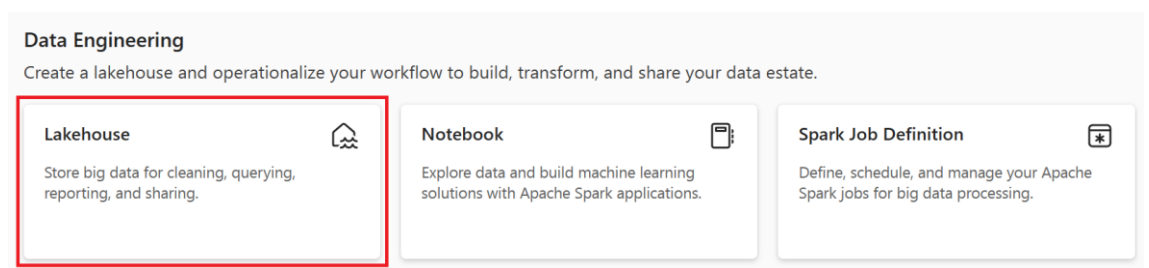 Data Engineering
Create a lakehouse and operationalize your workflow to build, transform, and share your data estate.
Lakehouse
Store big data for cleaning, querying,
reporting, and sharing.
Notebook
Explore data and build machine learning
solutions with Apache Spark applications.
Spark Job Definition
Define, schedule, and manage your Apache
Spark jobs for big data processing.